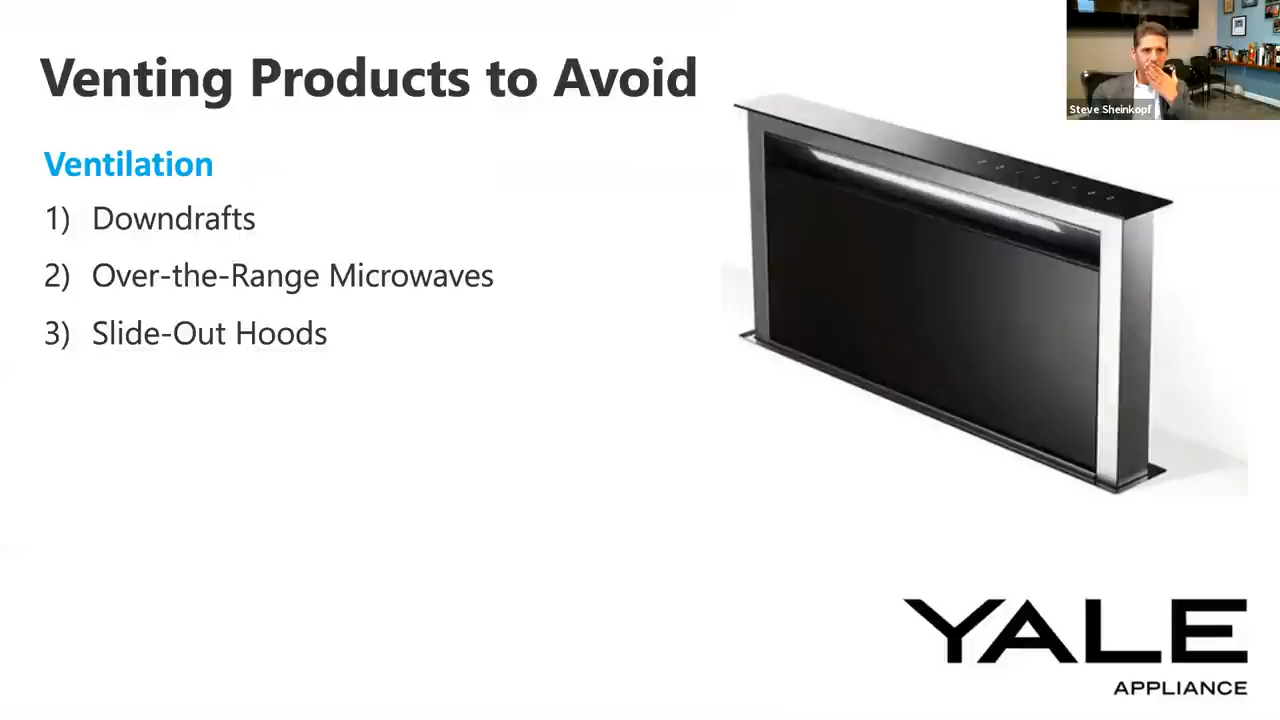 Venting Products to Avoid
Steve Sheinkopf
Ventilation
1) Downdrafts
2) Over-the-Range Microwaves
3) Slide-Out Hoods
YALE
APPLIANCE